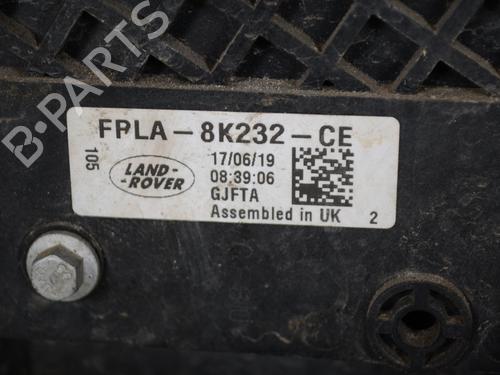 B-PARTS
FPLA-8K232-CE
105
LAND-
-ROVER
17/06/19
08:39:06
GJFTA
Assembled in UK
2